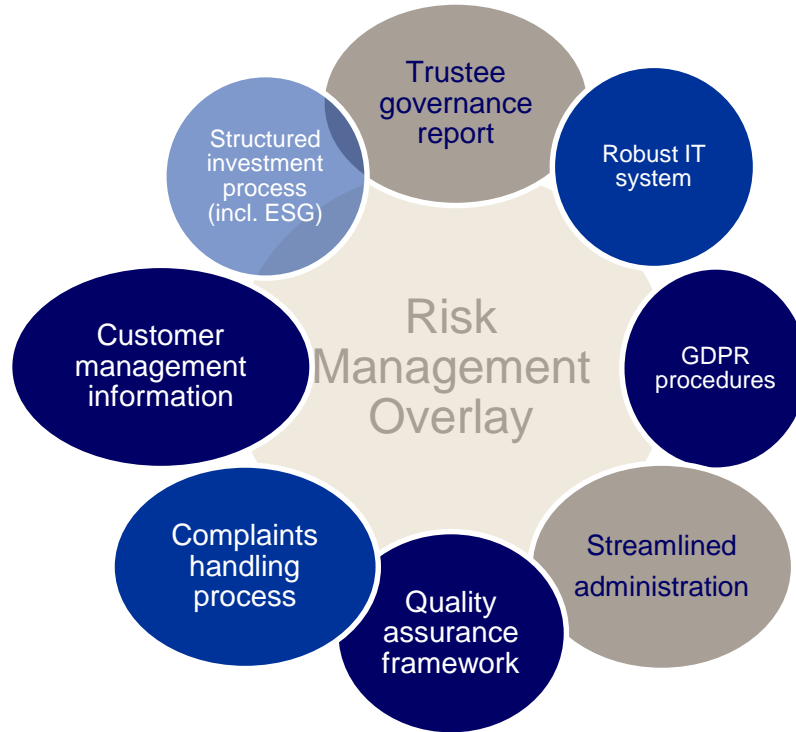 Trustee
governance
report
Robust IT
system
GDPR
procedures
Streamlined
administration
Quality
assurance
framework
Complaints
handling
process
Customer
management
information
Structured
investment
process
(incl. ESG)
Risk
Management
Overlay